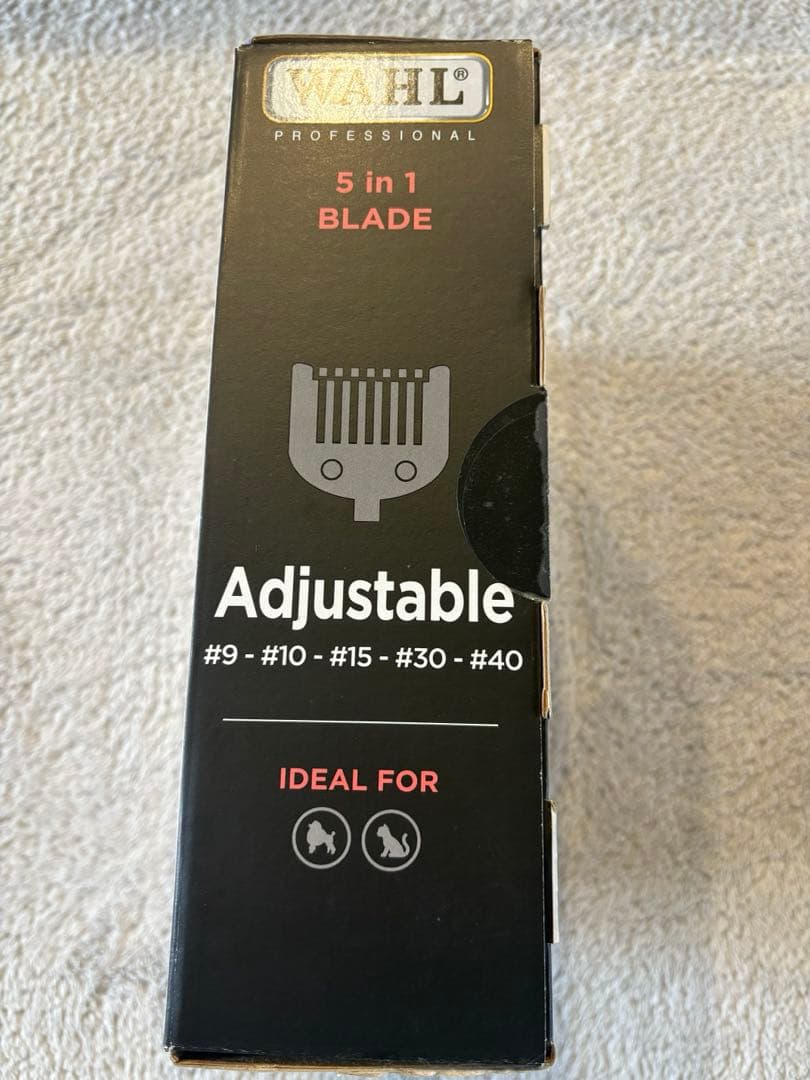 WAHL®
PROFESSIONAL
5 in 1
BLADE
Adjustable
#9 - #10 - #15 - #30 - #40
IDEAL FOR